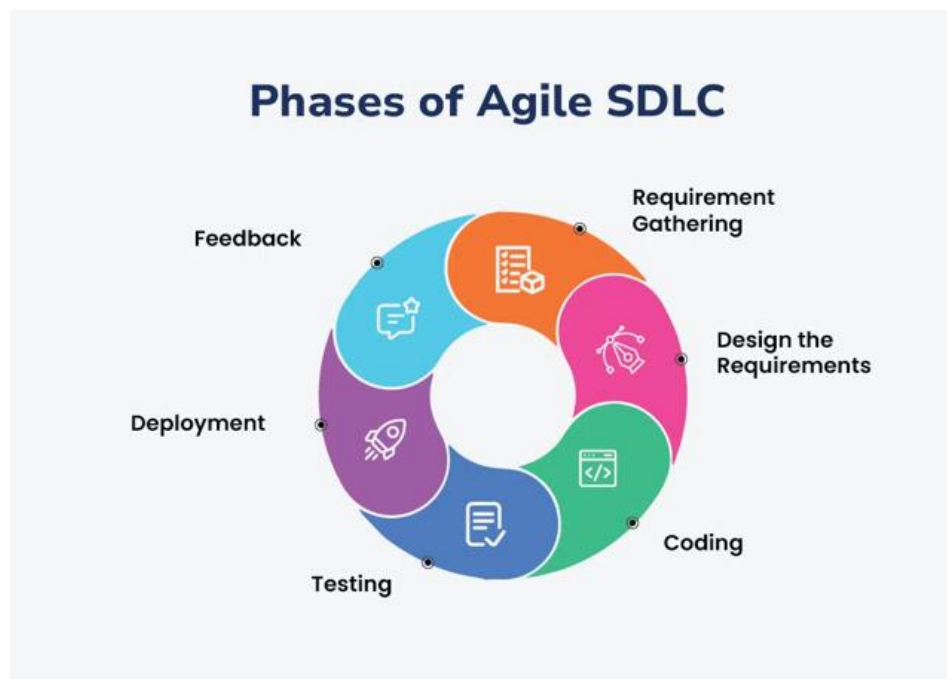 Phases of Agile SDLC
Requirement
Gathering
Feedback
Design the
Requirements
Deployment
Coding
Testing